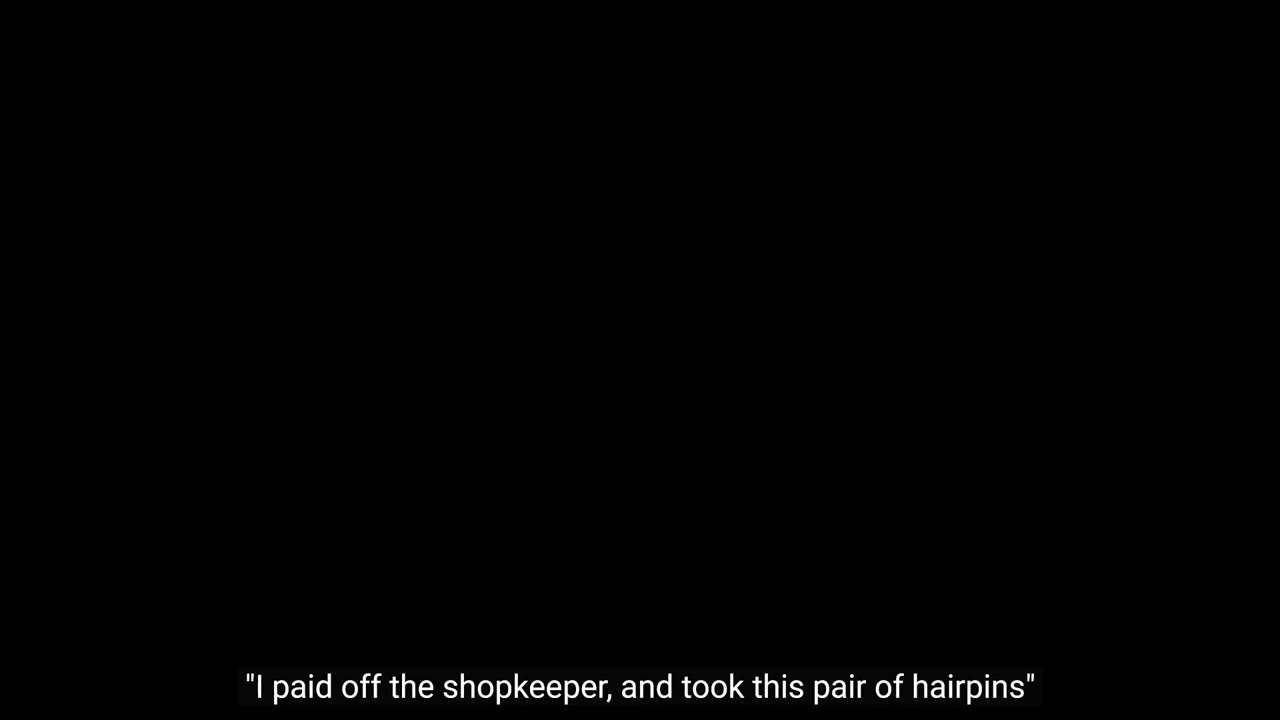 "I paid off the shopkeeper, and took this pair of hairpins"